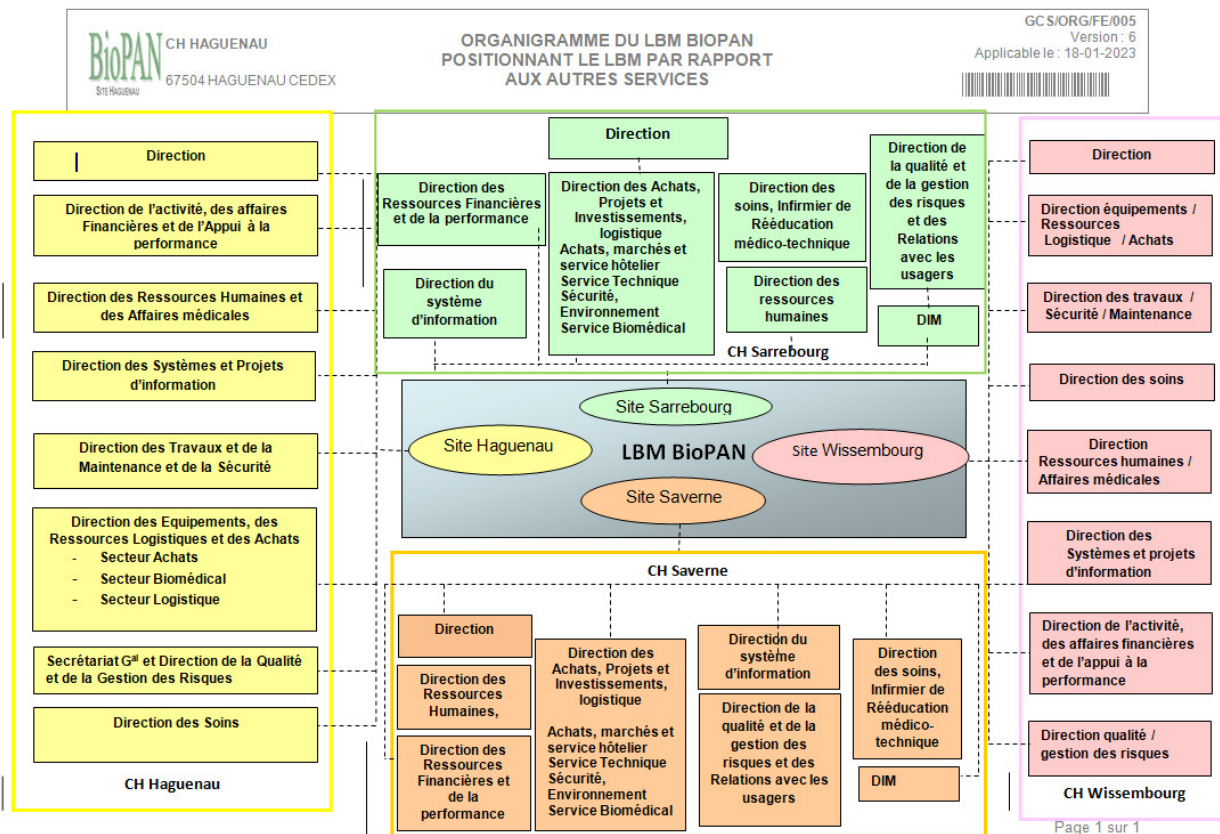 BioPAN
SITE HAGUENAU
CH HAGUENAU
67504 HAGUENAU CEDEX
ORGANIGRAMME DU LBM BIOPAN
POSITIONNANT LE LBM PAR RAPPORT
AUX AUTRES SERVICES
GCS/ORG/FE/005
Version : 6
Applicable le : 18-01-2023
Direction
Direction de l'activité, des affaires
Financières et de l'Appui à la
performance
Direction des Ressources Humaines et
des Affaires médicales
Direction des Systèmes et Projets
d'information
Direction des Travaux et de la
Maintenance et de la Sécurité
Direction des Equipements, des
Ressources Logistiques et des Achats
- Secteur Achats
- Secteur Biomédical
- Secteur Logistique
Secrétariat Gal et Direction de la Qualité
et de la Gestion des Risques
Direction des Soins
CH Haguenau
Direction
Direction des
Ressources Financières
et de la performance
Direction du
système
d'information
Direction des Achats,
Projets et
Investissements,
logistique
Achats, marchés et
service hôtelier
Service Technique
Sécurité,
Environnement
Service Biomédical
Direction des
soins, Infirmier de
Rééducation
médico-technique
Direction des
ressources
humaines
Direction de
la qualité et
de la gestion
des risques
et des
Relations
avec les
usagers
DIM
CH Sarrebourg
Site Sarrebourg
Site Haguenau
LBM BioPAN
Site Wissembourg
Site Saverne
CH Saverne
Direction
Direction des
Ressources
Humaines,
Direction des
Ressources
Financières et
de la
performance
Direction des
Achats, Projets et
Investissements,
logistique
Achats, marchés et
service hôtelier
Service Technique
Sécurité,
Environnement
Service Biomédical
Direction du
système
d'information
Direction de la
qualité et de la
gestion des
risques et des
Relations avec les
usagers
Direction
des soins,
Infirmier de
Rééducation
médico-
technique
DIM
Direction
Direction équipements /
Ressources
Logistique / Achats
Direction des travaux /
Sécurité / Maintenance
Direction des soins
Direction
Ressources humaines /
Affaires médicales
Direction des
Systèmes et projets
d'information
Direction de l'activité,
des affaires financières
et de l'appui à la
performance
Direction qualité /
gestion des risques
CH Wissembourg
Page 1 sur 1